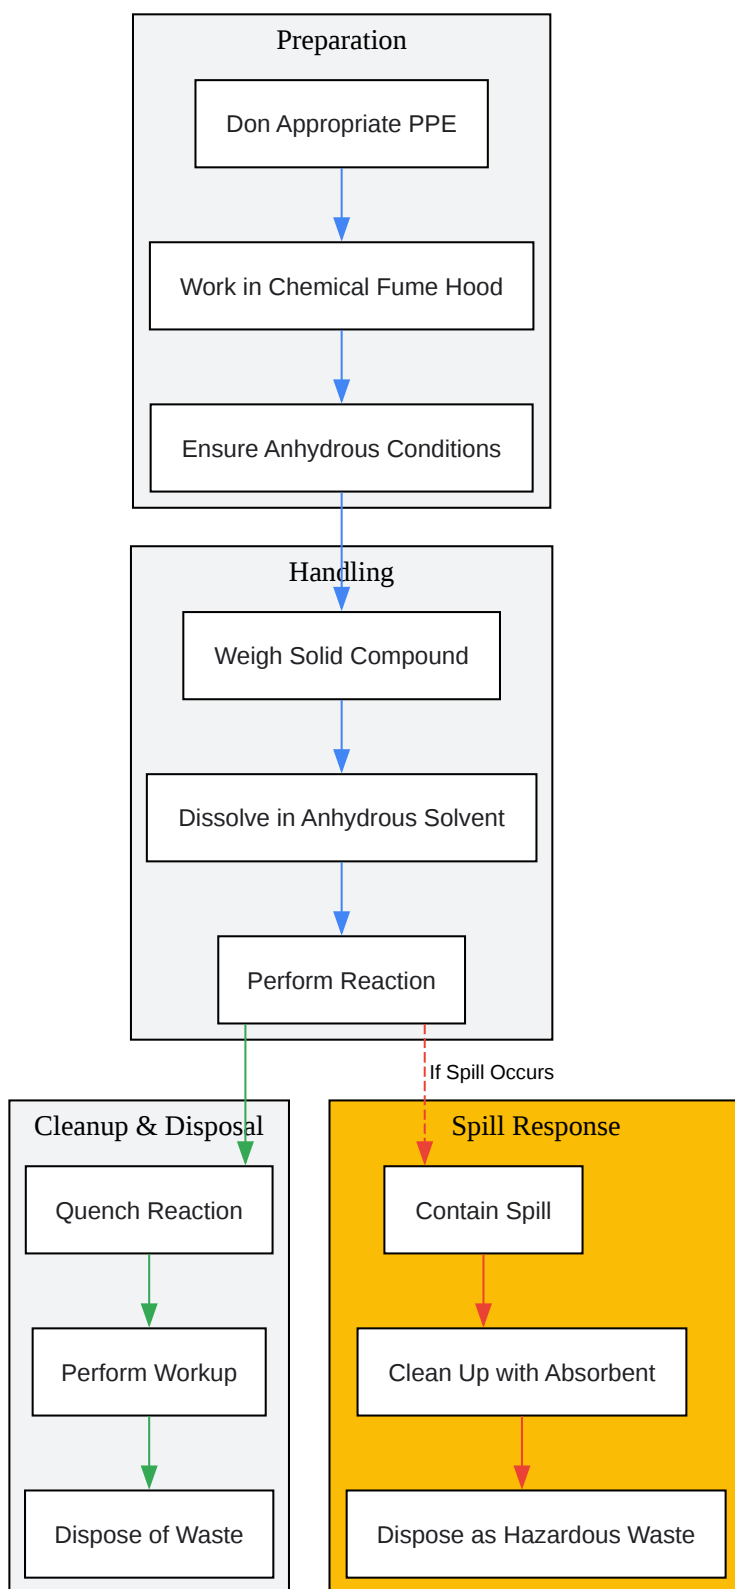 Preparation
Don Appropriate PPE
Work in Chemical Fume Hood
Ensure Anhydrous Conditions
Handling
Weigh Solid Compound
Dissolve in Anhydrous Solvent
Perform Reaction
If Spill Occurs
Cleanup & Disposal
Quench Reaction
Perform Workup
Dispose of Waste
Spill Response
Contain Spill
Clean Up with Absorbent
Dispose as Hazardous Waste